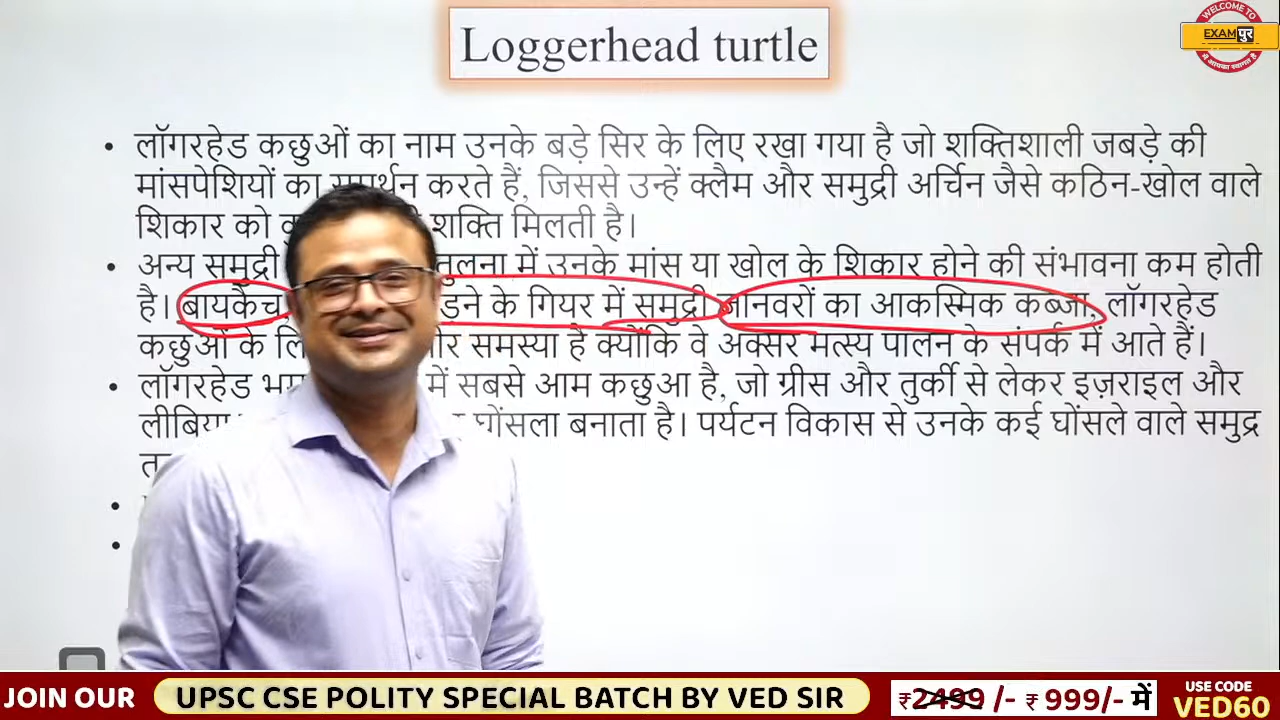 Loggerhead turtle
WELCOME TO
EXAMपुर
में आपका स्वागत है
• लॉगरहेड कछुओं का नाम उनके बड़े सिर के लिए रखा गया है जो शक्तिशाली जबड़े की
मांसपेशियों का समर्थन करते हैं, जिससे उन्हें क्लैम और समुद्री अर्चिन जैसे कठिन-खोल वाले
शिकार को शक्ति मिलती है।
• अन्य समुद्री तुलना में उनके मांस या खोल के शिकार होने की संभावना कम होती
है। बायकैच के गियर में समुद्री जानवरों का आकस्मिक कब्जा, लॉगरहेड
कछुओं के समस्या है क्योंकि वे अक्सर मत्स्य पालन के संपर्क में आते हैं।
• लॉगरहेड में सबसे आम कछुआ है, जो ग्रीस और तुर्की से लेकर इज़राइल और
लीबिया घोंसला बनाता है। पर्यटन विकास से उनके कई घोंसले वाले समुद्र
JOIN OUR UPSC CSE POLITY SPECIAL BATCH BY VED SIR ₹2499 /- ₹ 999/- में USE CODE
VED60